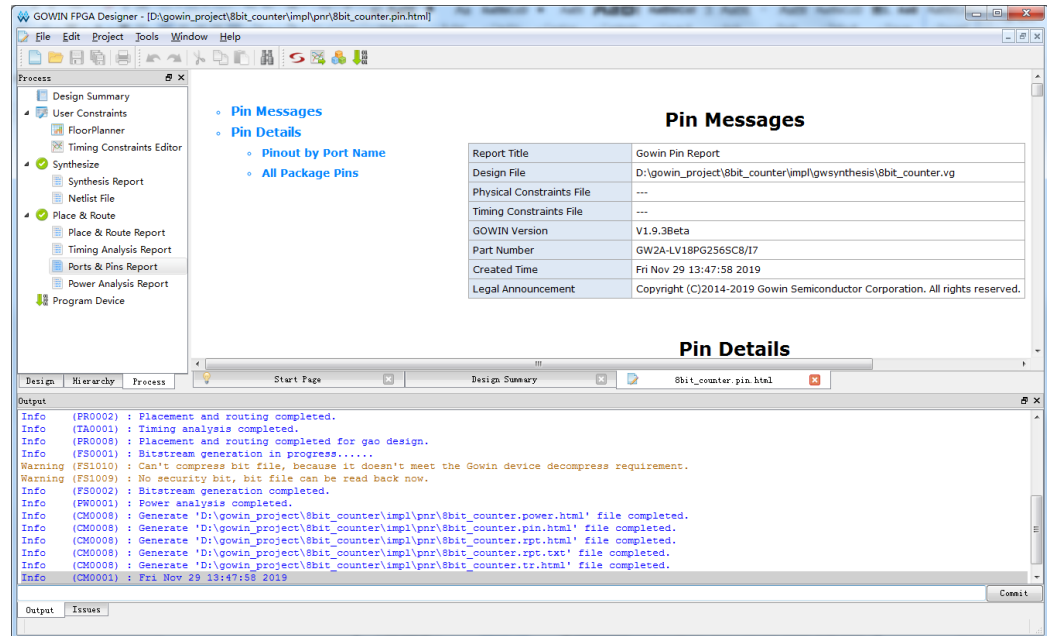 GOWIN FPGA Designer - [D:\gowin_project\8bit_counter\impl\pnr\8bit_counter.pin.html]
File Edit Project Tools Window Help
Process
Design Summary
User Constraints
FloorPlanner
Timing Constraints Editor
Synthesize
Synthesis Report
Netlist File
Place & Route
Place & Route Report
Timing Analysis Report
Ports & Pins Report
Power Analysis Report
Program Device
Design Hierarchy Process
Pin Messages
Pin Details
Pinout by Port Name
All Package Pins
Pin Messages
Report Title Gowin Pin Report
Design File D:\gowin_project\8bit_counter\impl\gwsynthesis\8bit_counter.vg
Physical Constraints File ---
Timing Constraints File ---
GOWIN Version V1.9.3Beta
Part Number GW2A-LV18PG256SC8/I7
Created Time Fri Nov 29 13:47:58 2019
Legal Announcement Copyright (C)2014-2019 Gowin Semiconductor Corporation. All rights reserved.
Pin Details
Start Page Design Summary 8bit_counter.pin.html
Output
Info (PR0002) : Placement and routing completed.
Info (TA0001) : Timing analysis completed.
Info (PR0008) : Placement and routing completed for gao design.
Info (FS0001) : Bitstream generation in progress......
Warning (FS1010) : Can't compress bit file, because it doesn't meet the Gowin device decompress requirement.
Warning (FS1009) : No security bit, bit file can be read back now.
Info (FS0002) : Bitstream generation completed.
Info (PW0001) : Power analysis completed.
Info (CM0008) : Generate 'D:\gowin_project\8bit_counter\impl\pnr\8bit_counter.power.html' file completed.
Info (CM0008) : Generate 'D:\gowin_project\8bit_counter\impl\pnr\8bit_counter.pin.html' file completed.
Info (CM0008) : Generate 'D:\gowin_project\8bit_counter\impl\pnr\8bit_counter.rpt.html' file completed.
Info (CM0008) : Generate 'D:\gowin_project\8bit_counter\impl\pnr\8bit_counter.rpt.txt' file completed.
Info (CM0008) : Generate 'D:\gowin_project\8bit_counter\impl\pnr\8bit_counter.tr.html' file completed.
Info (CM0001) : Fri Nov 29 13:47:58 2019
Commit
Output Issues